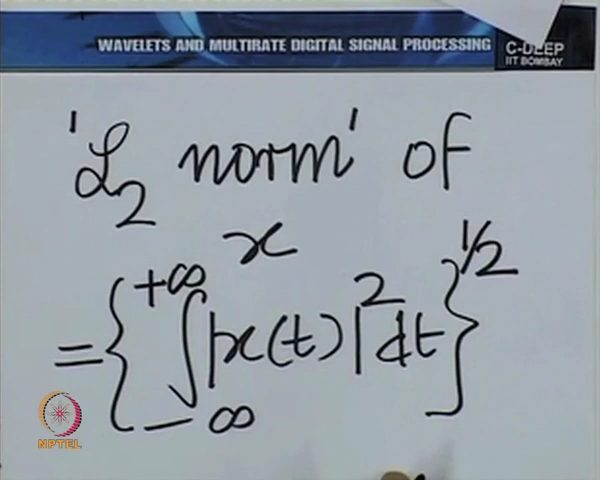 WAVELETS AND MULTIRATE DIGITAL SIGNAL PROCESSING
C-DEEP
IIT BOMBAY
'L₂ norm' of
x
= { ∫_{-∞}^{+∞} |x(t)|² dt }^{1/2}
NPTEL